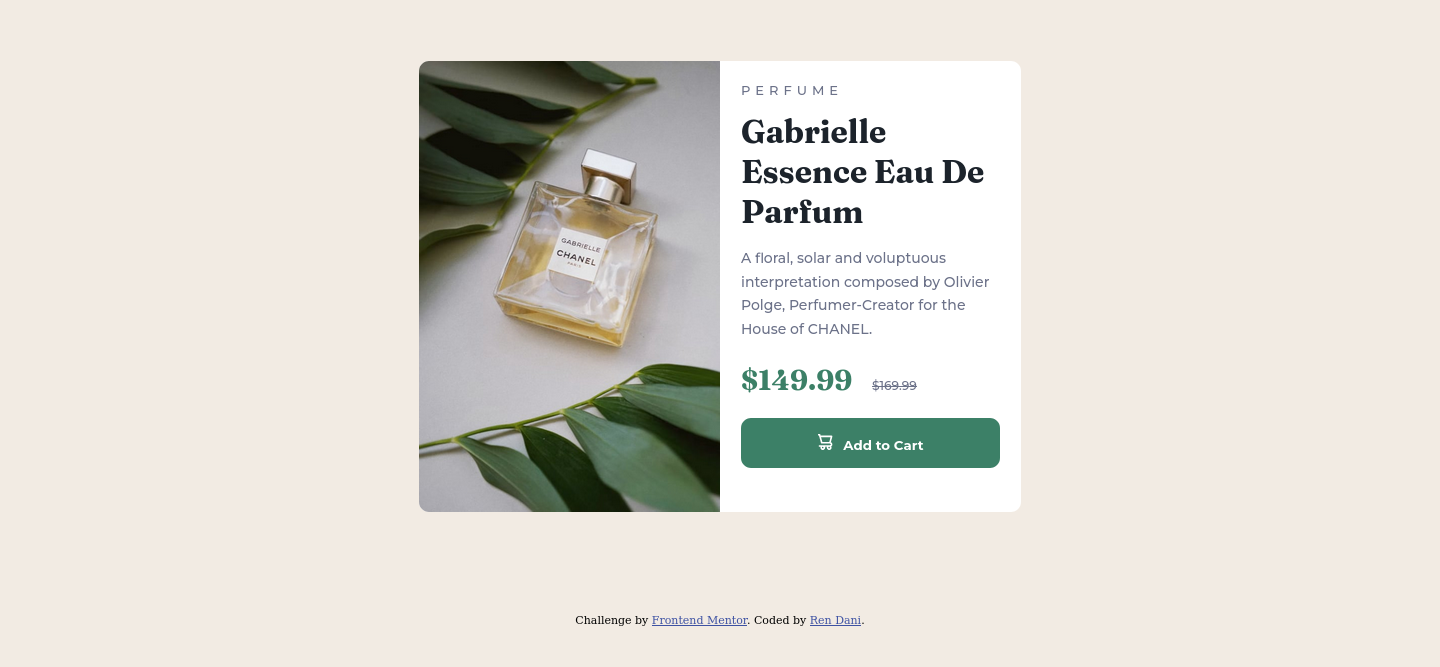 GABRIELLE
CHANEL
PARIS
PERFUME
Gabrielle
Essence Eau De
Parfum
A floral, solar and voluptuous
interpretation composed by Olivier
Polge, Perfumer-Creator for the
House of CHANEL.
$149.99 $169.99
Add to Cart
Challenge by Frontend Mentor. Coded by Ren Dani.